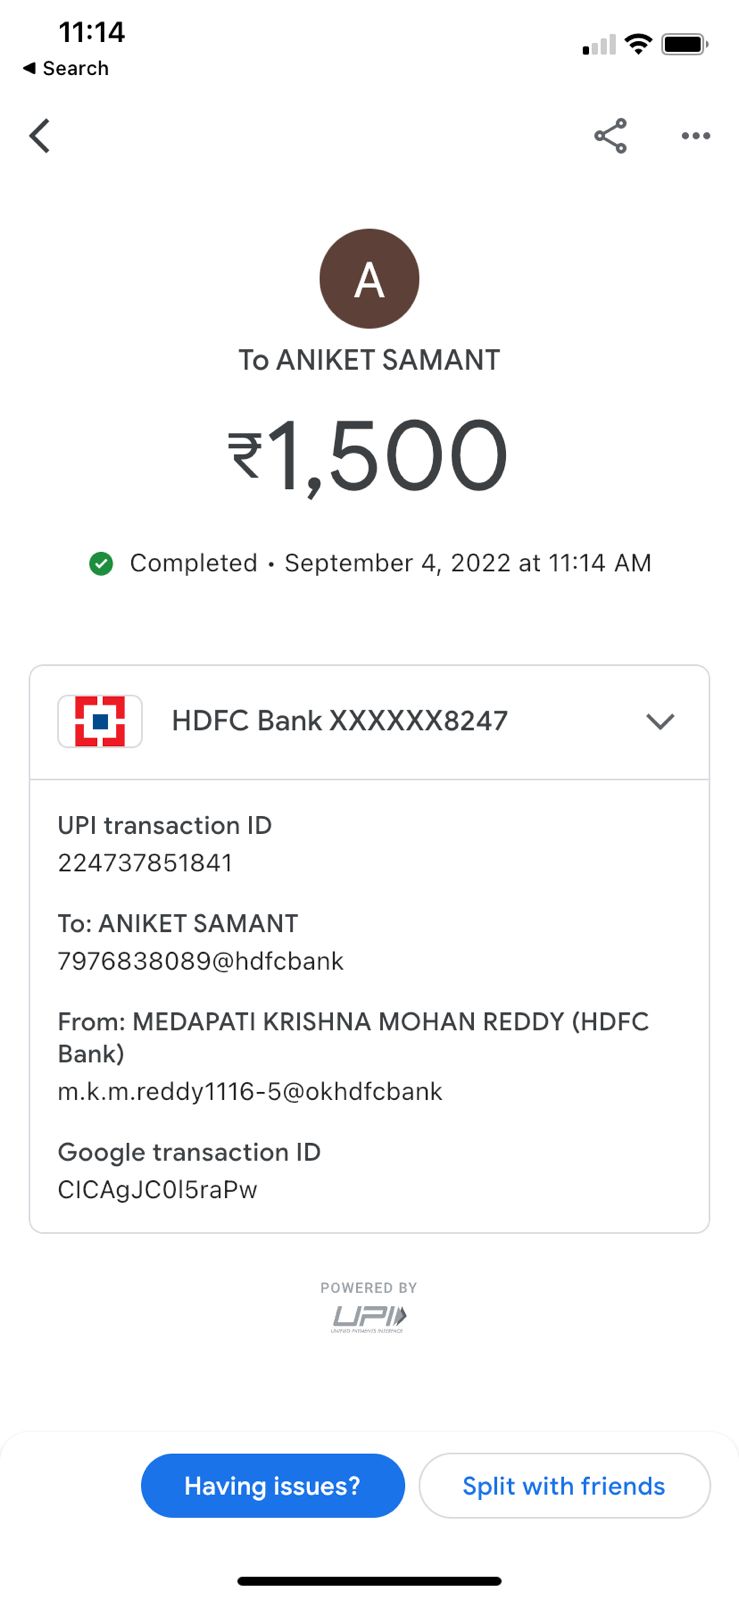 11:14
◀ Search
A
To ANIKET SAMANT
₹1,500
Completed • September 4, 2022 at 11:14 AM
HDFC Bank XXXXXX8247
UPI transaction ID
224737851841
To: ANIKET SAMANT
7976838089@hdfcbank
From: MEDAPATI KRISHNA MOHAN REDDY (HDFC
Bank)
m.k.m.reddy1116-5@okhdfcbank
Google transaction ID
CICAgJC0l5raPw
POWERED BY
UPI
UNIFIED PAYMENTS INTERFACE
Having issues?
Split with friends